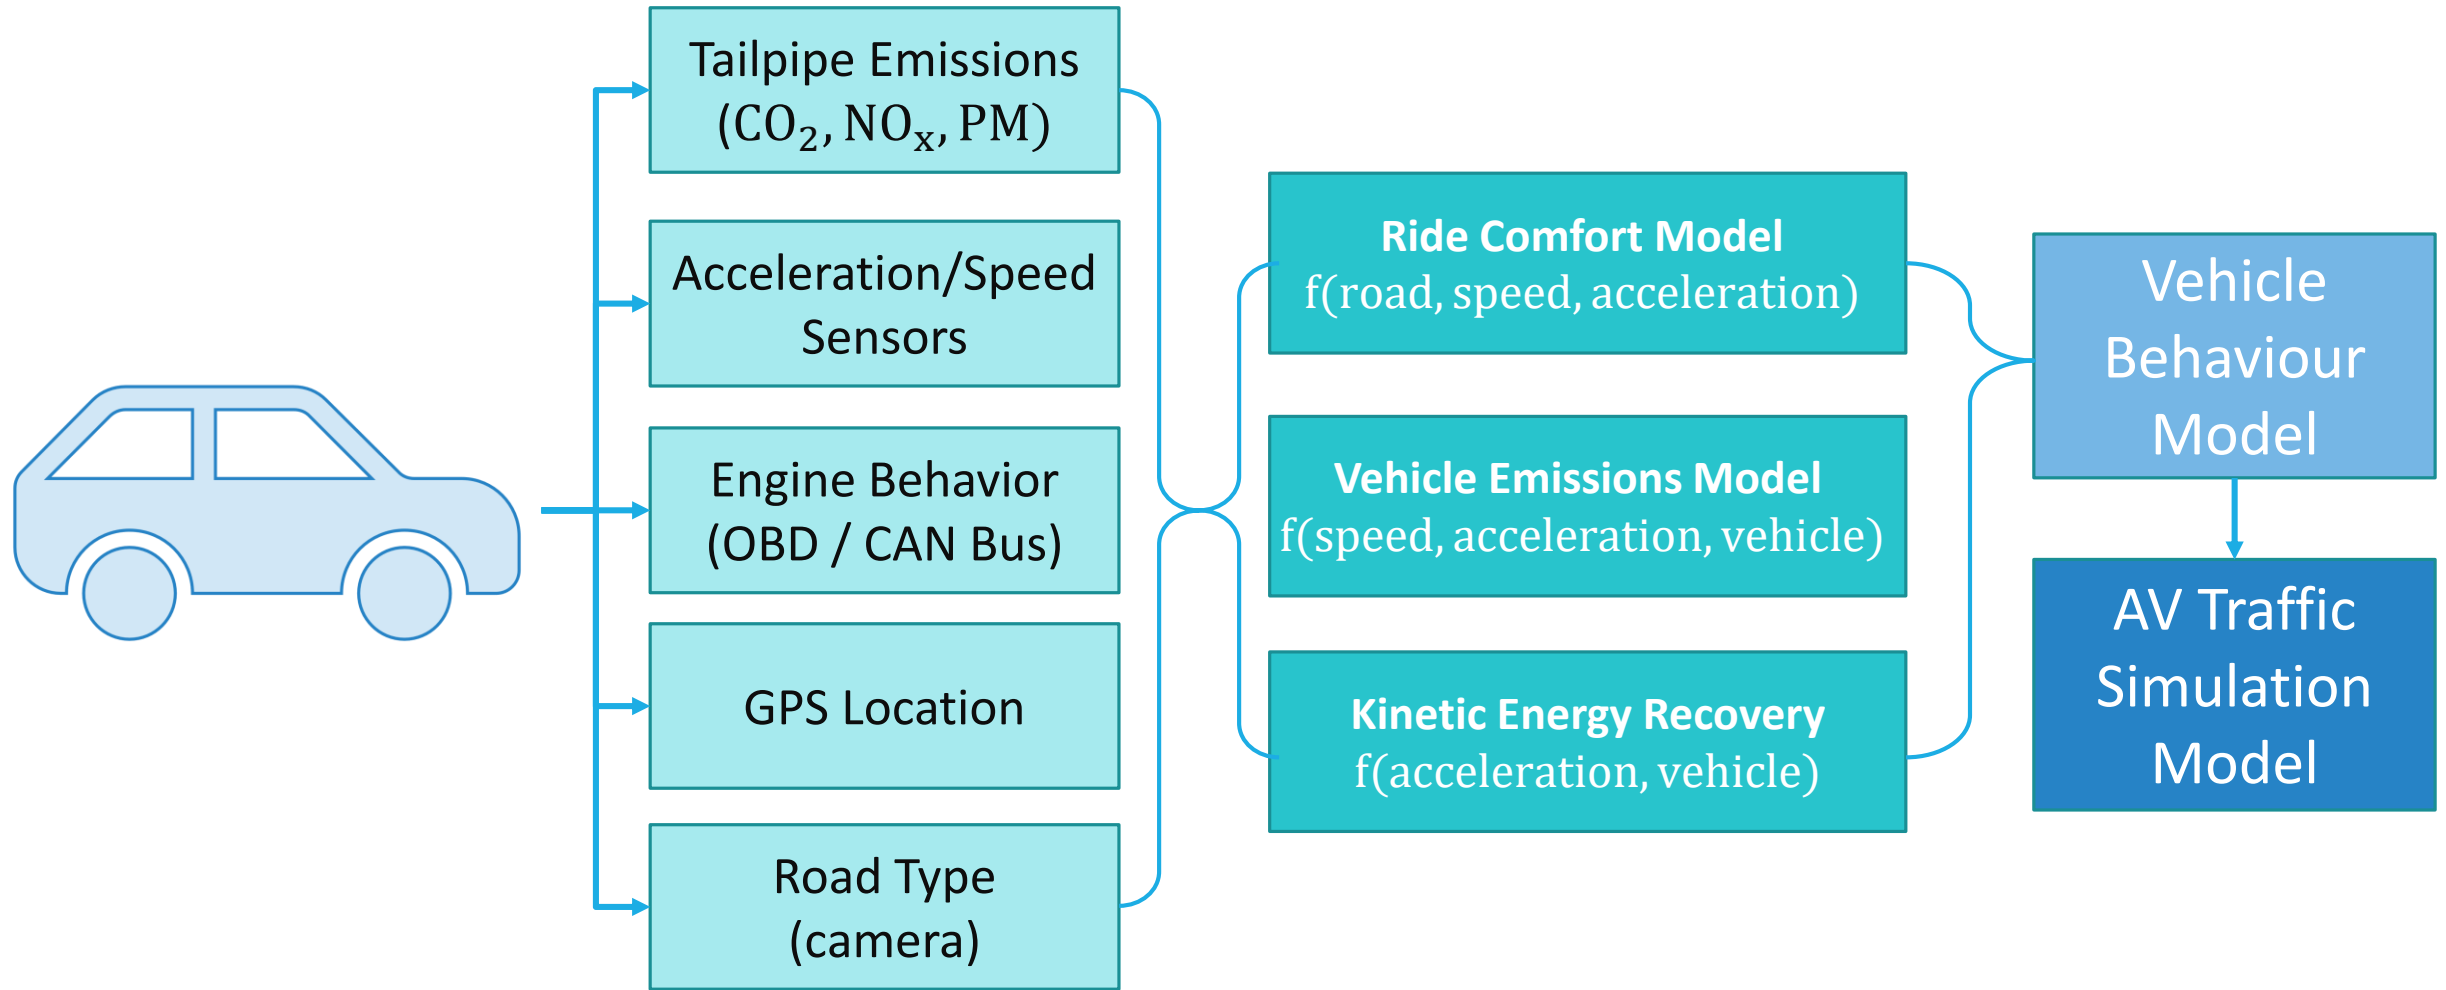 Tailpipe Emissions
(CO₂, NOₓ, PM)
Acceleration/Speed
Sensors
Engine Behavior
(OBD / CAN Bus)
GPS Location
Road Type
(camera)
Ride Comfort Model
f(road, speed, acceleration)
Vehicle Emissions Model
f(speed, acceleration, vehicle)
Kinetic Energy Recovery
f(acceleration, vehicle)
Vehicle
Behaviour
Model
AV Traffic
Simulation
Model